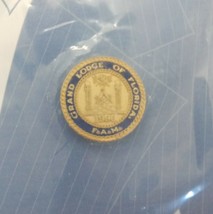 GRAND LODGE OF FLORIDA
F.&A.M.